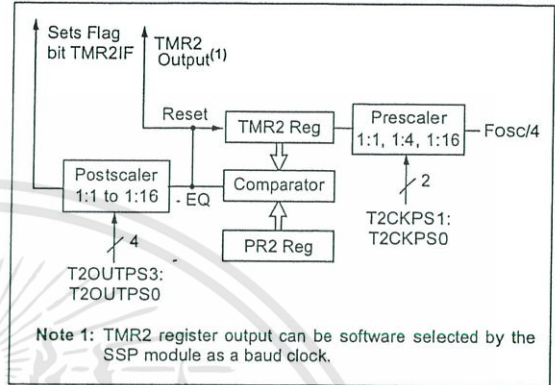 Sets Flag
bit TMR2IF
TMR2
Output(1)
Reset
TMR2 Reg
Prescaler
1:1, 1:4, 1:16
Fosc/4
Postscaler
1:1 to 1:16
EQ
Comparator
2
T2CKPS1:
T2CKPS0
4
PR2 Reg
T2OUTPS3:
T2OUTPS0
Note 1: TMR2 register output can be software selected by the
SSP module as a baud clock.